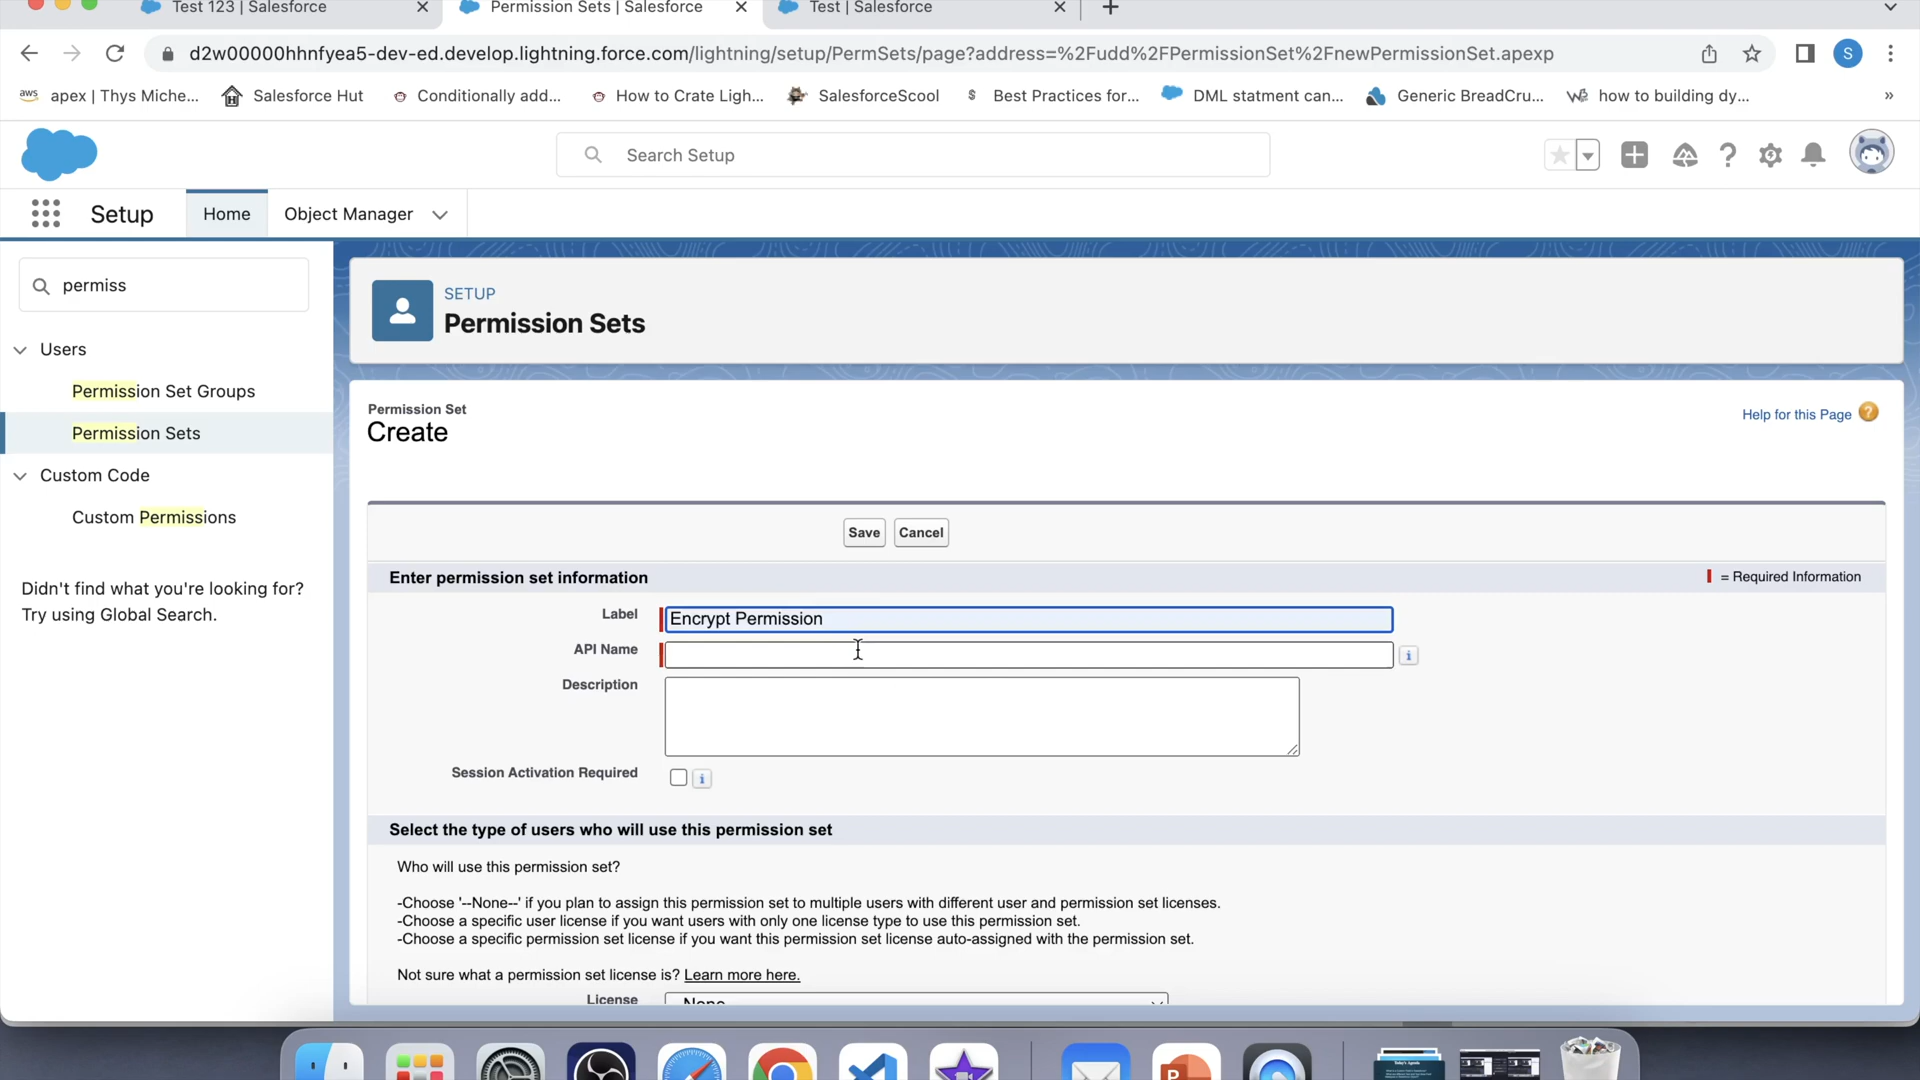 Test 123 | Salesforce
Permission Sets | Salesforce
Test | Salesforce
d2w00000hhnfyea5-dev-ed.develop.lightning.force.com/lightning/setup/PermSets/page?address=%2Fudd%2FPermissionSet%2FnewPermissionSet.apexp
S
aws apex | Thys Miche...
Salesforce Hut
Conditionally add...
How to Crate Ligh...
SalesforceScool
Best Practices for...
DML statment can...
Generic BreadCru...
how to building dy...
»
Search Setup
Setup
Home
Object Manager
permiss
Users
Permission Set Groups
Permission Sets
Custom Code
Custom Permissions
Didn't find what you're looking for?
Try using Global Search.
SETUP
Permission Sets
Permission Set
Create
Help for this Page
Save
Cancel
Enter permission set information
= Required Information
Label
Encrypt Permission
API Name
Description
Session Activation Required
Select the type of users who will use this permission set
Who will use this permission set?
-Choose '--None--' if you plan to assign this permission set to multiple users with different user and permission set licenses.
-Choose a specific user license if you want users with only one license type to use this permission set.
-Choose a specific permission set license if you want this permission set license auto-assigned with the permission set.
Not sure what a permission set license is? Learn more here.
License
--None--